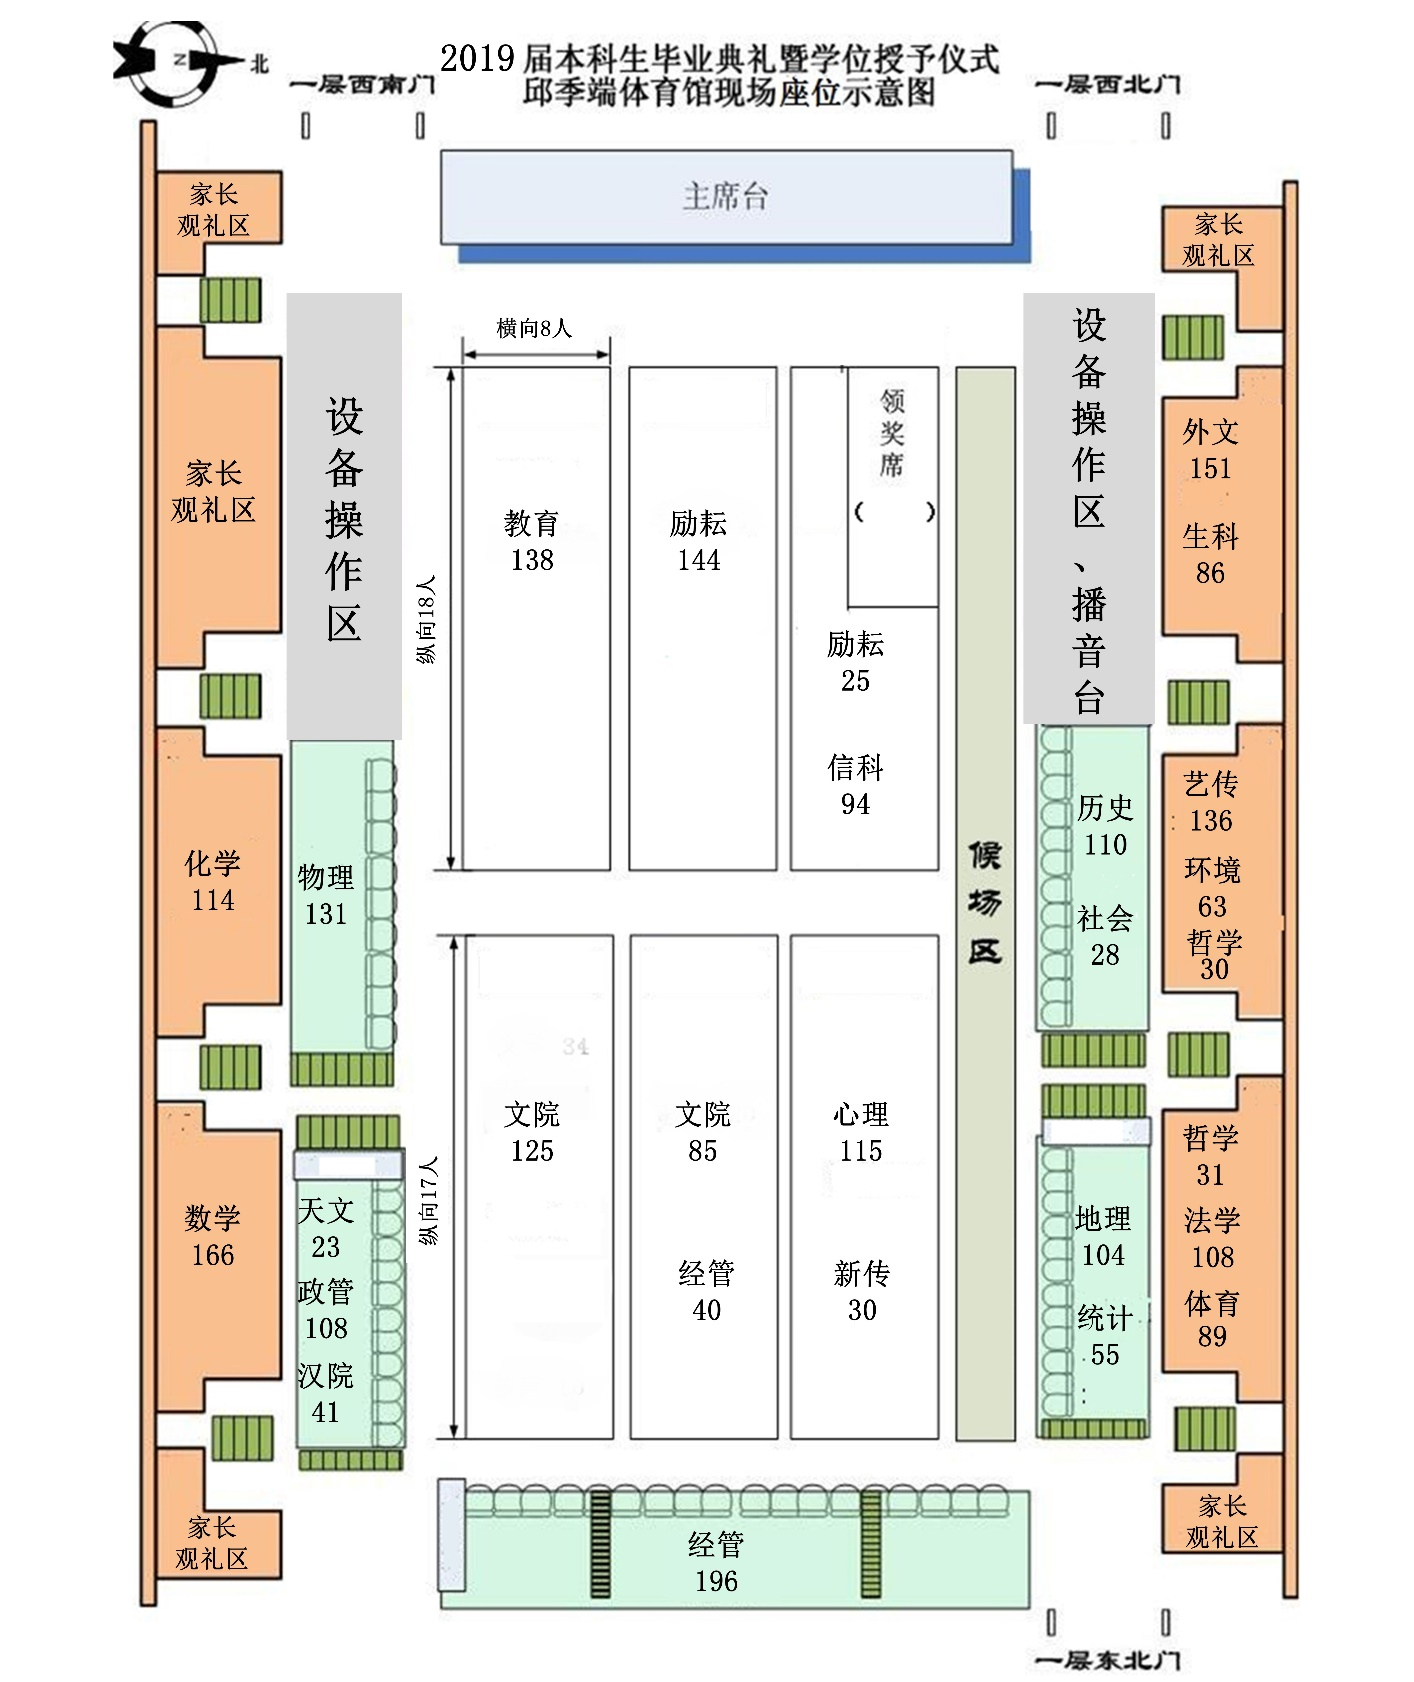 2019 届本科生毕业典礼暨学位授予仪式
邱季端体育馆现场座位示意图
N
北
一层西南门
一层西北门
主席台
家长
观礼区
家长
观礼区
横向8人
设备操作区
设备操作区、播音台
家长
观礼区
纵向18人
教育
138
励耘
144
领奖席
( )
励耘
25
信科
94
外文
151
生科
86
候场区
化学
114
物理
131
历史
110
社会
28
艺传
136
环境
63
哲学
30
34
纵向17人
文院
125
文院
85
经管
40
心理
115
新传
30
数学
166
天文
23
政管
108
汉院
41
地理
104
统计
55
哲学
31
法学
108
体育
89
家长
观礼区
经管
196
家长
观礼区
一层东北门